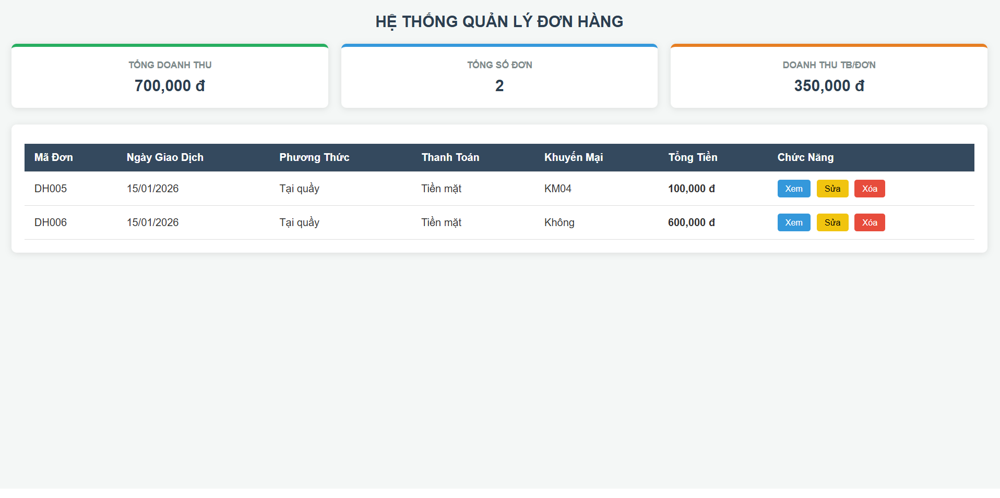 HỆ THỐNG QUẢN LÝ ĐƠN HÀNG
TỔNG DOANH THU
700,000 đ
TỔNG SỐ ĐƠN
2
DOANH THU TB/ĐƠN
350,000 đ
Mã Đơn Ngày Giao Dịch Phương Thức Thanh Toán Khuyến Mại Tổng Tiền Chức Năng
DH005 15/01/2026 Tại quầy Tiền mặt KM04 100,000 đ Xem Sửa Xóa
DH006 15/01/2026 Tại quầy Tiền mặt Không 600,000 đ Xem Sửa Xóa